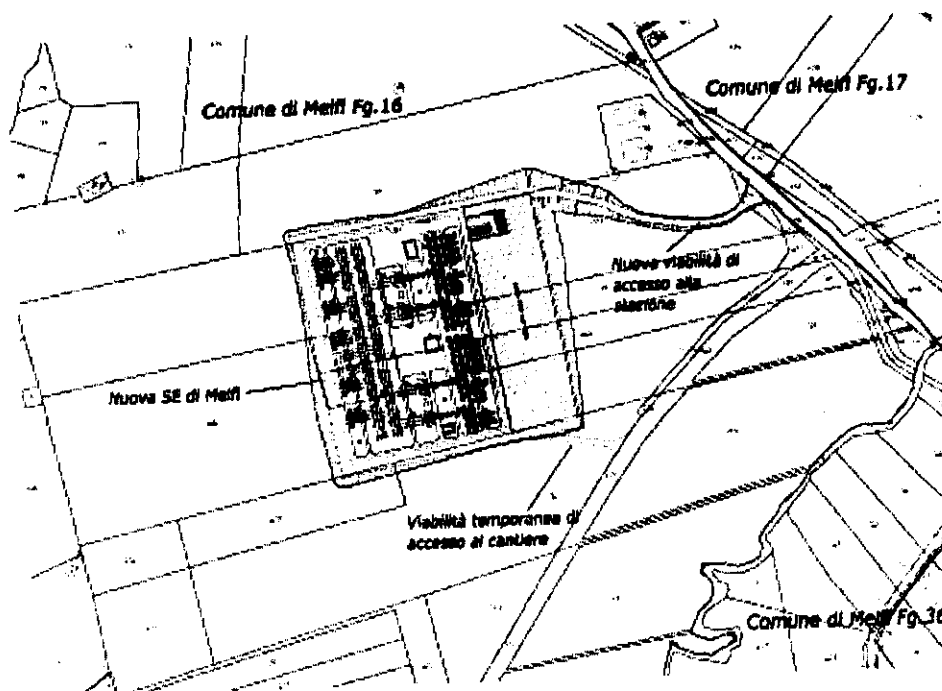 Comune di Melfi Fg.16
Comune di Melfi Fg.17
Nuova viabilità di
accesso alla
stazione
Nuova SE di Melfi
Viabilità temporanea di
accesso al cantiere
Comune di Melfi Fg.36